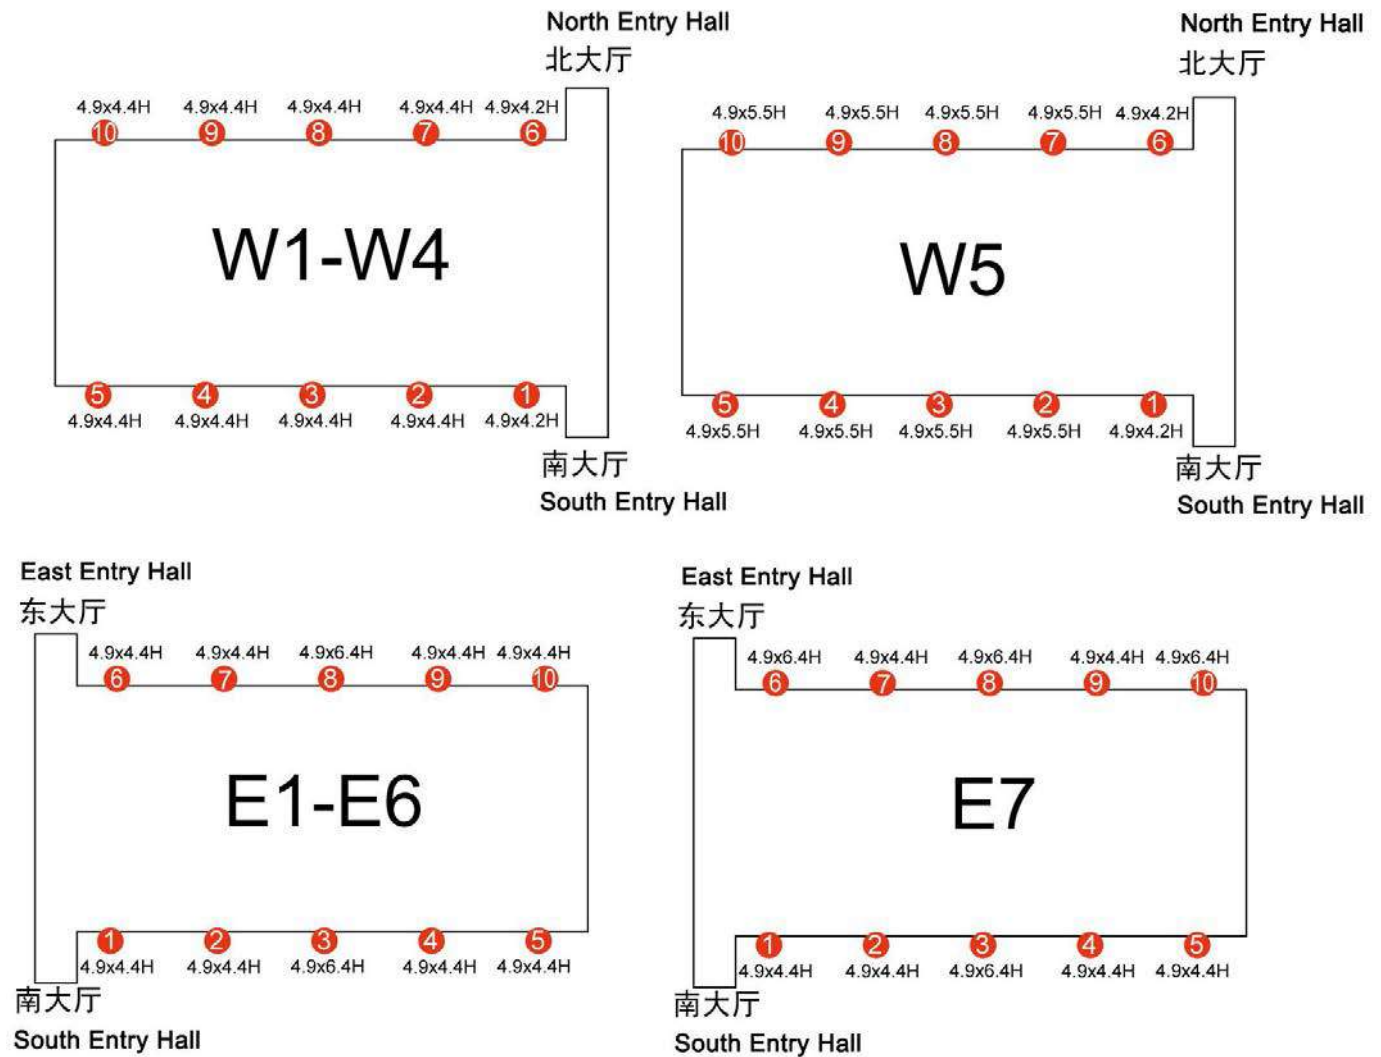 North Entry Hall
北大厅
4.9x4.4H 4.9x4.4H 4.9x4.4H 4.9x4.4H 4.9x4.2H
10 9 8 7 6
W1-W4
5 4 3 2 1
4.9x4.4H 4.9x4.4H 4.9x4.4H 4.9x4.4H 4.9x4.2H
南大厅
South Entry Hall
North Entry Hall
北大厅
4.9x5.5H 4.9x5.5H 4.9x5.5H 4.9x5.5H 4.9x4.2H
10 9 8 7 6
W5
5 4 3 2 1
4.9x5.5H 4.9x5.5H 4.9x5.5H 4.9x5.5H 4.9x4.2H
南大厅
South Entry Hall
East Entry Hall
东大厅
4.9x4.4H 4.9x4.4H 4.9x6.4H 4.9x4.4H 4.9x4.4H
6 7 8 9 10
E1-E6
1 2 3 4 5
4.9x4.4H 4.9x4.4H 4.9x6.4H 4.9x4.4H 4.9x4.4H
南大厅
South Entry Hall
East Entry Hall
东大厅
4.9x6.4H 4.9x4.4H 4.9x6.4H 4.9x4.4H 4.9x6.4H
6 7 8 9 10
E7
1 2 3 4 5
4.9x4.4H 4.9x4.4H 4.9x6.4H 4.9x4.4H 4.9x4.4H
南大厅
South Entry Hall